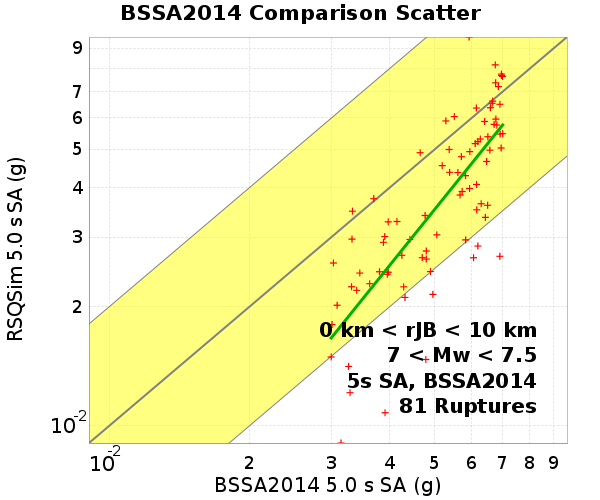 BSSA2014 Comparison Scatter
RSQSim 5.0 s SA (g)
9
7
6
5
4
3
2
10-2
0 km < rJB < 10 km
7 < Mw < 7.5
5s SA, BSSA2014
81 Ruptures
10-2 2 3 4 5 6 7 8 9
BSSA2014 5.0 s SA (g)